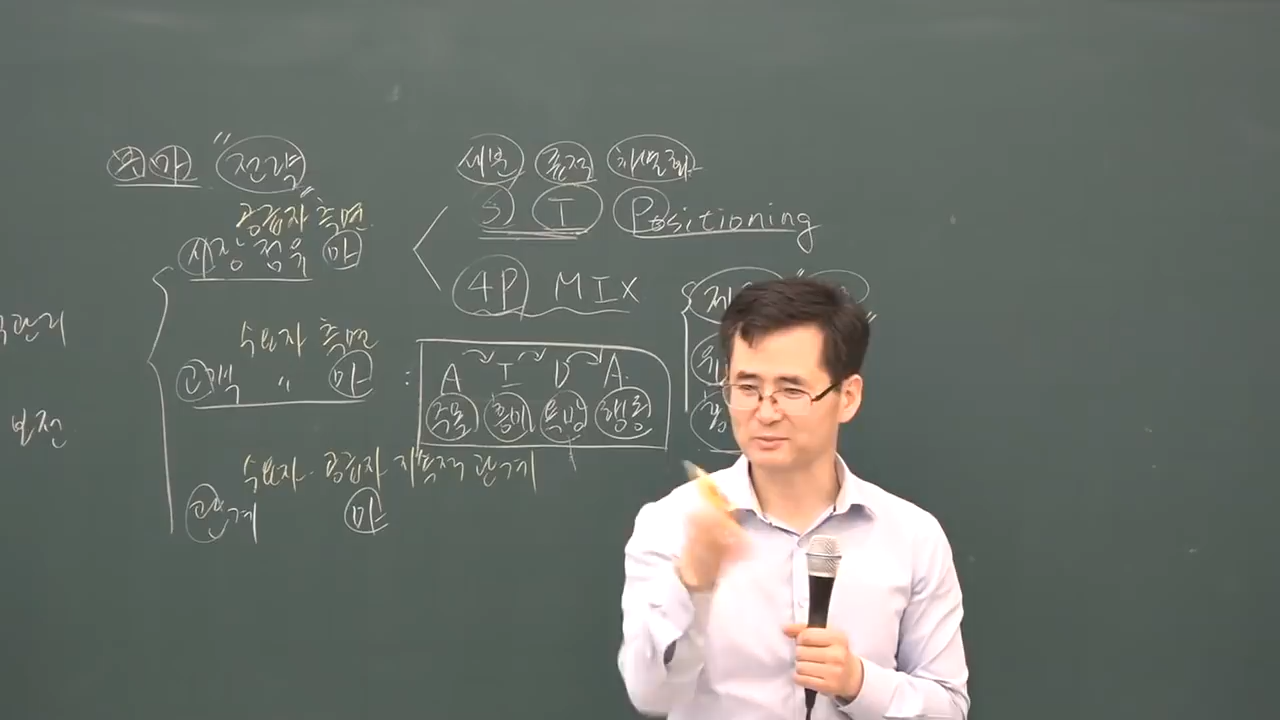 부 마 "전략"
공급자 측면
시장 점유 마
수요자 측면
고객 " 마
수요자 - 공급자 지속적 관계
관계 마
세분 표적 차별화
S T Positioning
4P MIX
: A I D A
주목 흥미 욕망 행동